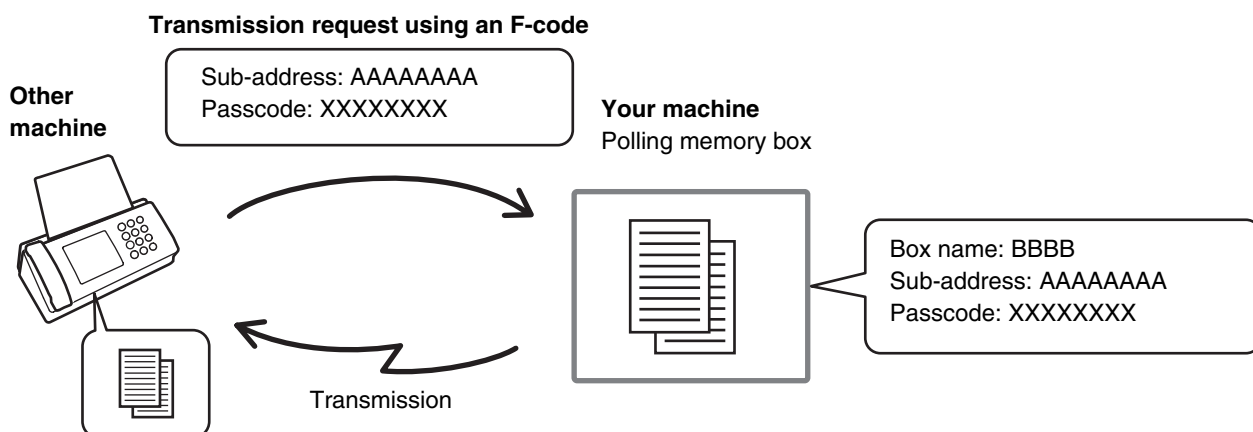 Transmission request using an F-code
Sub-address: AAAAAAAA
Passcode: XXXXXXXX
Other
machine
Your machine
Polling memory box
Box name: BBBB
Sub-address: AAAAAAAA
Passcode: XXXXXXXX
Transmission